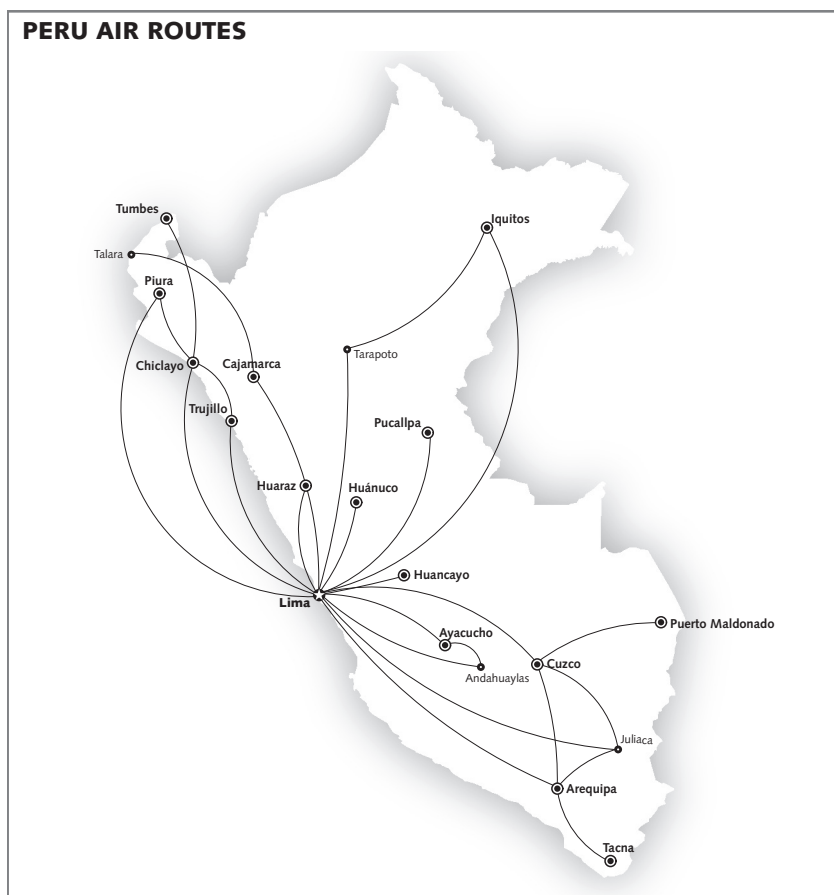 PERU AIR ROUTES
Tumbes
Iquitos
Talara
Piura
Tarapoto
Chiclayo
Cajamarca
Trujillo
Pucallpa
Huaraz
Huánuco
Huancayo
Lima
Puerto Maldonado
Ayacucho
Cuzco
Andahuaylas
Juliaca
Arequipa
Tacna